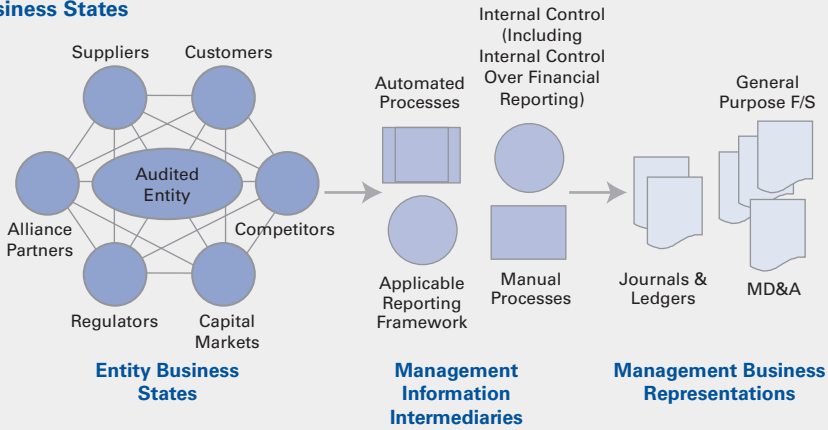 siness States
Suppliers
Customers
Audited
Entity
Alliance
Partners
Competitors
Regulators
Capital
Markets
Entity Business
States
Automated
Processes
Internal Control
(Including
Internal Control
Over Financial
Reporting)
Applicable
Reporting
Framework
Manual
Processes
Management
Information
Intermediaries
General
Purpose F/S
Journals &
Ledgers
MD&A
Management Business
Representations